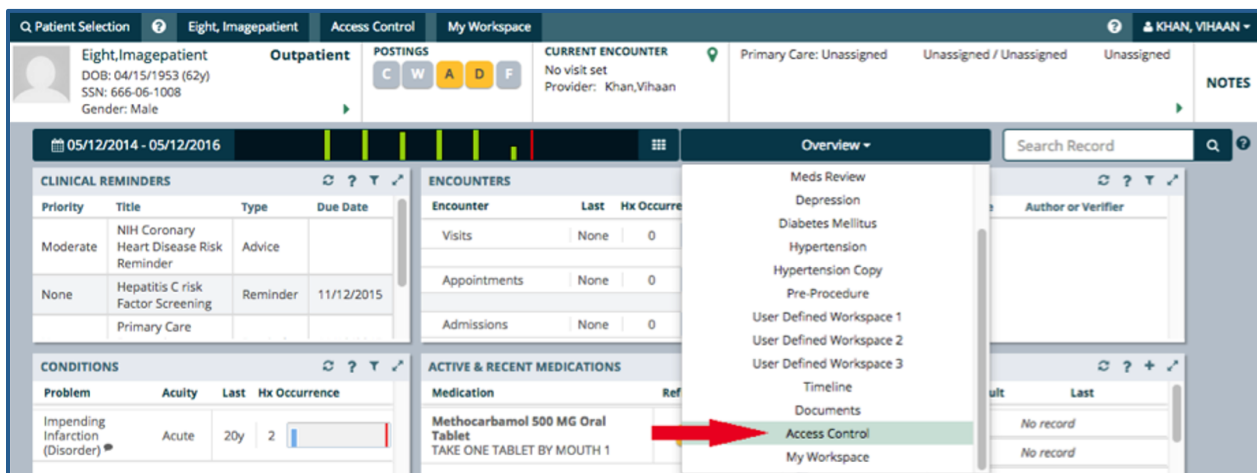 Patient Selection ? Eight, Imagepatient Access Control My Workspace ? KHAN, VIHAAN
Eight,Imagepatient Outpatient
DOB: 04/15/1953 (62y)
SSN: 666-06-1008
Gender: Male
POSTINGS
C W A D F
CURRENT ENCOUNTER
No visit set
Provider: Khan,Vihaan
Primary Care: Unassigned Unassigned / Unassigned Unassigned
NOTES
05/12/2014 - 05/12/2016
Overview
Search Record
?
CLINICAL REMINDERS ?
Priority Title Type Due Date
Moderate NIH Coronary Heart Disease Risk Reminder Advice
None Hepatitis C risk Factor Screening Reminder 11/12/2015
Primary Care
ENCOUNTERS ?
Encounter Last Hx Occurre
Visits None 0
Appointments None 0
Admissions None 0
Meds Review
Depression
Diabetes Mellitus
Hypertension
Hypertension Copy
Pre-Procedure
User Defined Workspace 1
User Defined Workspace 2
User Defined Workspace 3
Timeline
Documents
Access Control
My Workspace
?
Author or Verifier
CONDITIONS ?
Problem Acuity Last Hx Occurrence
Impending Infarction (Disorder) Acute 20y 2
ACTIVE & RECENT MEDICATIONS
Medication Ref
Methocarbamol 500 MG Oral
Tablet
TAKE ONE TABLET BY MOUTH 1
? +
ult Last
No record
No record